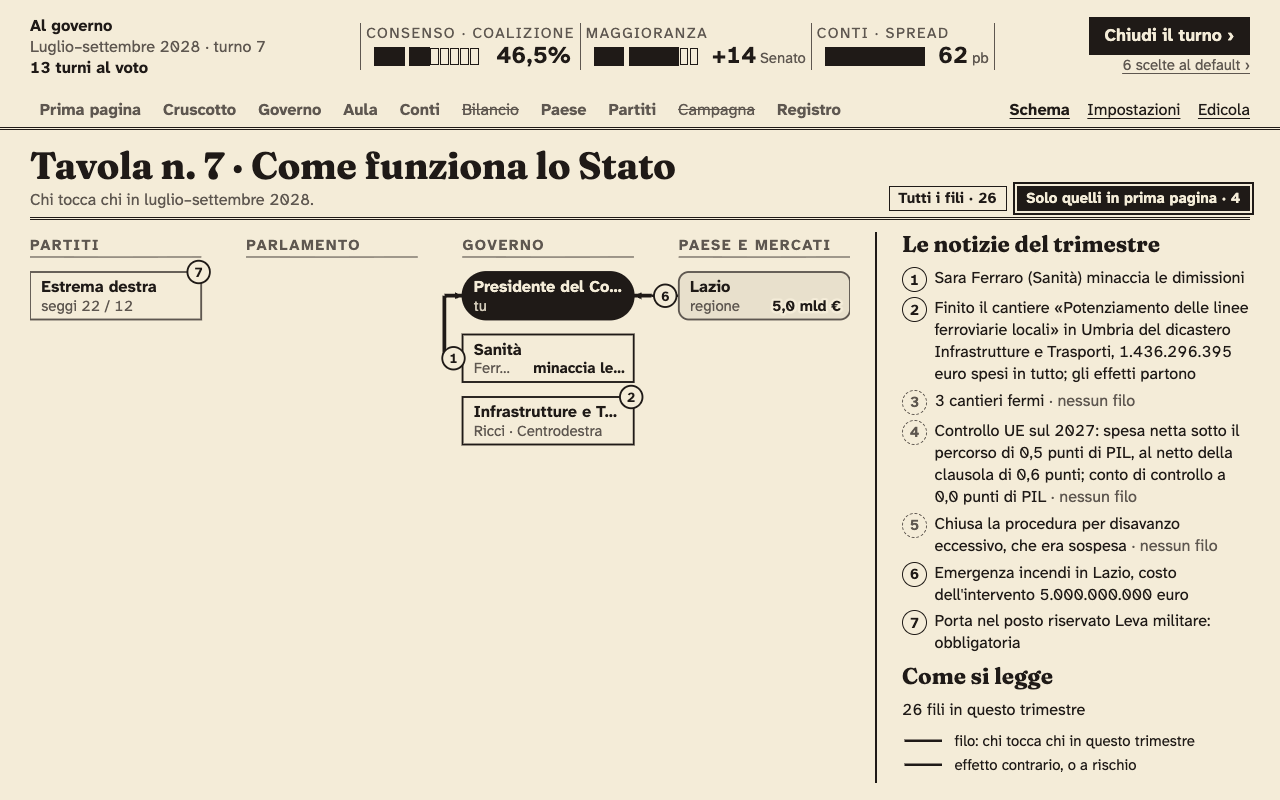 Al governo
Luglio–settembre 2028 · turno 7
13 turni al voto
CONSENSO · COALIZIONE
46,5%
MAGGIORANZA
+14 Senato
CONTI · SPREAD
62 pb
Chiudi il turno ›
6 scelte al default ›
Prima pagina Cruscotto Governo Aula Conti Bilancio Paese Partiti Campagna Registro
Schema Impostazioni Edicola
Tavola n. 7 · Come funziona lo Stato
Chi tocca chi in luglio–settembre 2028.
Tutti i fili · 26
Solo quelli in prima pagina · 4
PARTITI
PARLAMENTO
GOVERNO
PAESE E MERCATI
7
Estrema destra
seggi 22 / 12
Presidente del Co...
tu
6
Lazio
regione 5,0 mld €
1
Sanità
Ferr... minaccia le...
2
Infrastrutture e T...
Ricci · Centrodestra
Le notizie del trimestre
1 Sara Ferraro (Sanità) minaccia le dimissioni
2 Finito il cantiere «Potenziamento delle linee
ferroviarie locali» in Umbria del dicastero
Infrastrutture e Trasporti, 1.436.296.395
euro spesi in tutto; gli effetti partono
3 3 cantieri fermi · nessun filo
4 Controllo UE sul 2027: spesa netta sotto il
percorso di 0,5 punti di PIL, al netto della
clausola di 0,6 punti; conto di controllo a
0,0 punti di PIL · nessun filo
5 Chiusa la procedura per disavanzo
eccessivo, che era sospesa · nessun filo
6 Emergenza incendi in Lazio, costo
dell'intervento 5.000.000.000 euro
7 Porta nel posto riservato Leva militare:
obbligatoria
Come si legge
26 fili in questo trimestre
filo: chi tocca chi in questo trimestre
effetto contrario, o a rischio